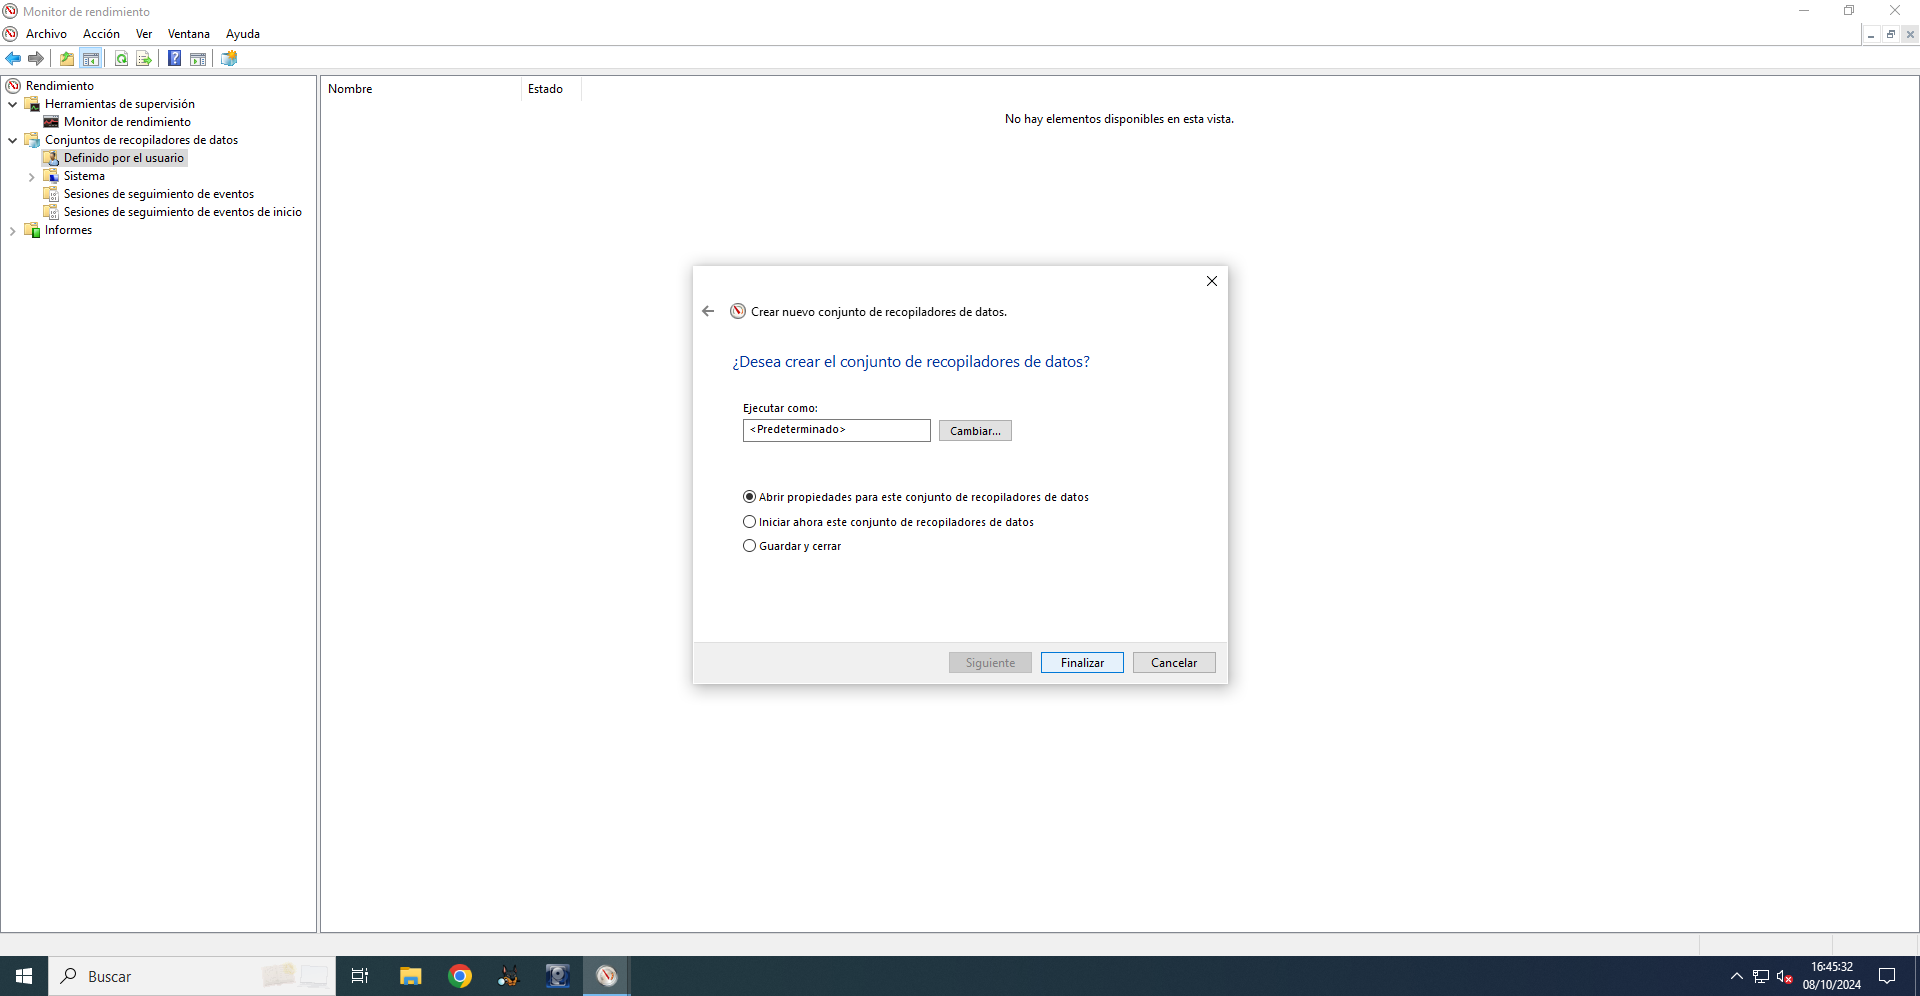 Monitor de rendimiento
Archivo Acción Ver Ventana Ayuda
Rendimiento
Herramientas de supervisión
Monitor de rendimiento
Conjuntos de recopiladores de datos
Definido por el usuario
Sistema
Sesiones de seguimiento de eventos
Sesiones de seguimiento de eventos de inicio
Informes
Nombre Estado
No hay elementos disponibles en esta vista.
Crear nuevo conjunto de recopiladores de datos.
¿Desea crear el conjunto de recopiladores de datos?
Ejecutar como:
<Predeterminado> Cambiar...
Abrir propiedades para este conjunto de recopiladores de datos
Iniciar ahora este conjunto de recopiladores de datos
Guardar y cerrar
Siguiente Finalizar Cancelar
Buscar
16:45:32
08/10/2024